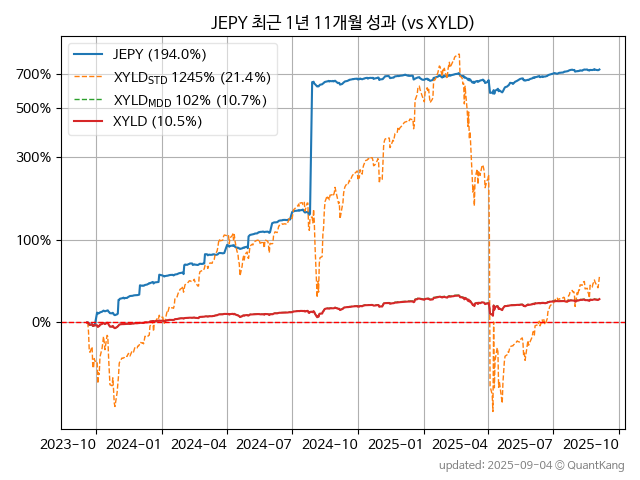 JEPY 최근 1년 11개월 성과 (vs XYLD)
JEPY (194.0%)
XYLD_STD 1245% (21.4%)
XYLD_MDD 102% (10.7%)
XYLD (10.5%)
700%
500%
300%
100%
0%
2023-10 2024-01 2024-04 2024-07 2024-10 2025-01 2025-04 2025-07 2025-10
updated: 2025-09-04 © QuantKang